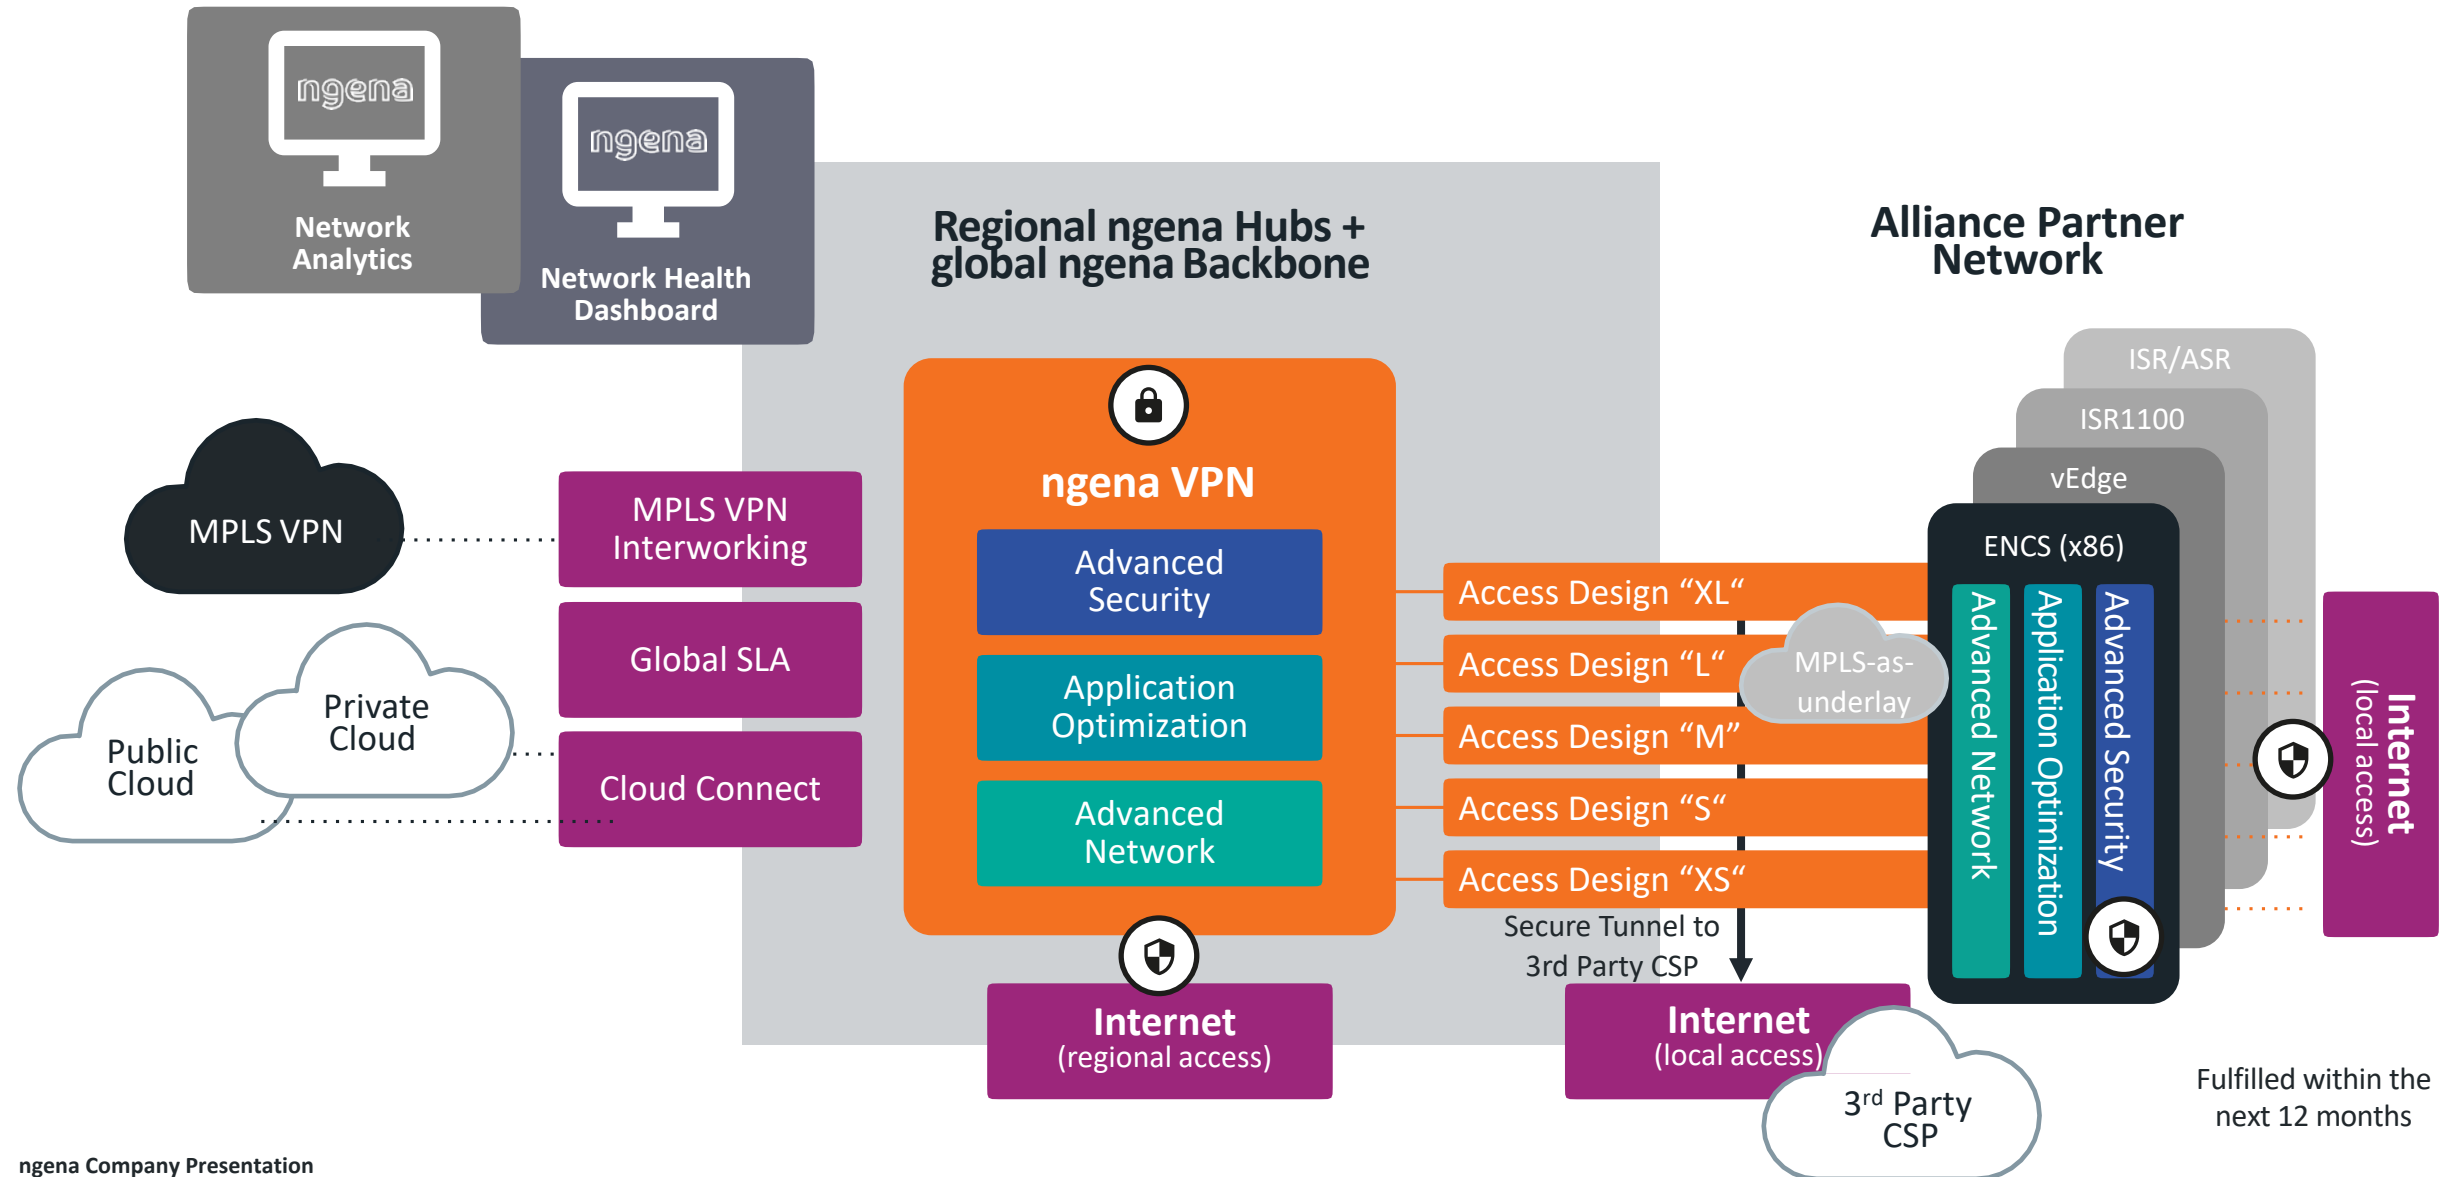 ngena
Network
Analytics
ngena
Network Health
Dashboard
Regional ngena Hubs +
global ngena Backbone
Alliance Partner
Network
ISR/ASR
ISR1100
vEdge
ENCS (x86)
Advanced Network
Application Optimization
Advanced Security
MPLS VPN
Private
Cloud
Public
Cloud
MPLS VPN
Interworking
Global SLA
Cloud Connect
ngena VPN
Advanced
Security
Application
Optimization
Advanced
Network
Access Design “XL“
Access Design “L“
Access Design “M”
Access Design “S“
Access Design “XS“
MPLS-as-
underlay
Secure Tunnel to
3rd Party CSP
Internet
(local access)
Internet
(regional access)
Internet
(local access)
3rd Party
CSP
Fulfilled within the
next 12 months
ngena Company Presentation